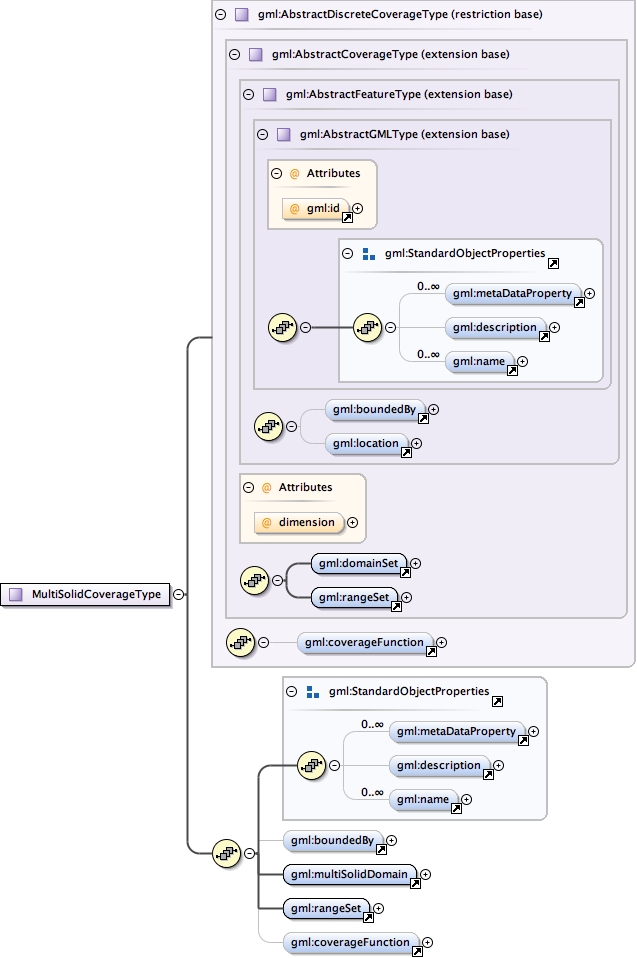 gml:AbstractDiscreteCoverageType (restriction base)
gml:AbstractCoverageType (extension base)
gml:AbstractFeatureType (extension base)
gml:AbstractGMLType (extension base)
@ Attributes
@ gml:id
gml:StandardObjectProperties
0..∞
gml:metaDataProperty
gml:description
0..∞
gml:name
gml:boundedBy
gml:location
@ Attributes
@ dimension
gml:domainSet
gml:rangeSet
MultiSolidCoverageType
gml:coverageFunction
gml:StandardObjectProperties
0..∞
gml:metaDataProperty
gml:description
0..∞
gml:name
gml:boundedBy
gml:multiSolidDomain
gml:rangeSet
gml:coverageFunction